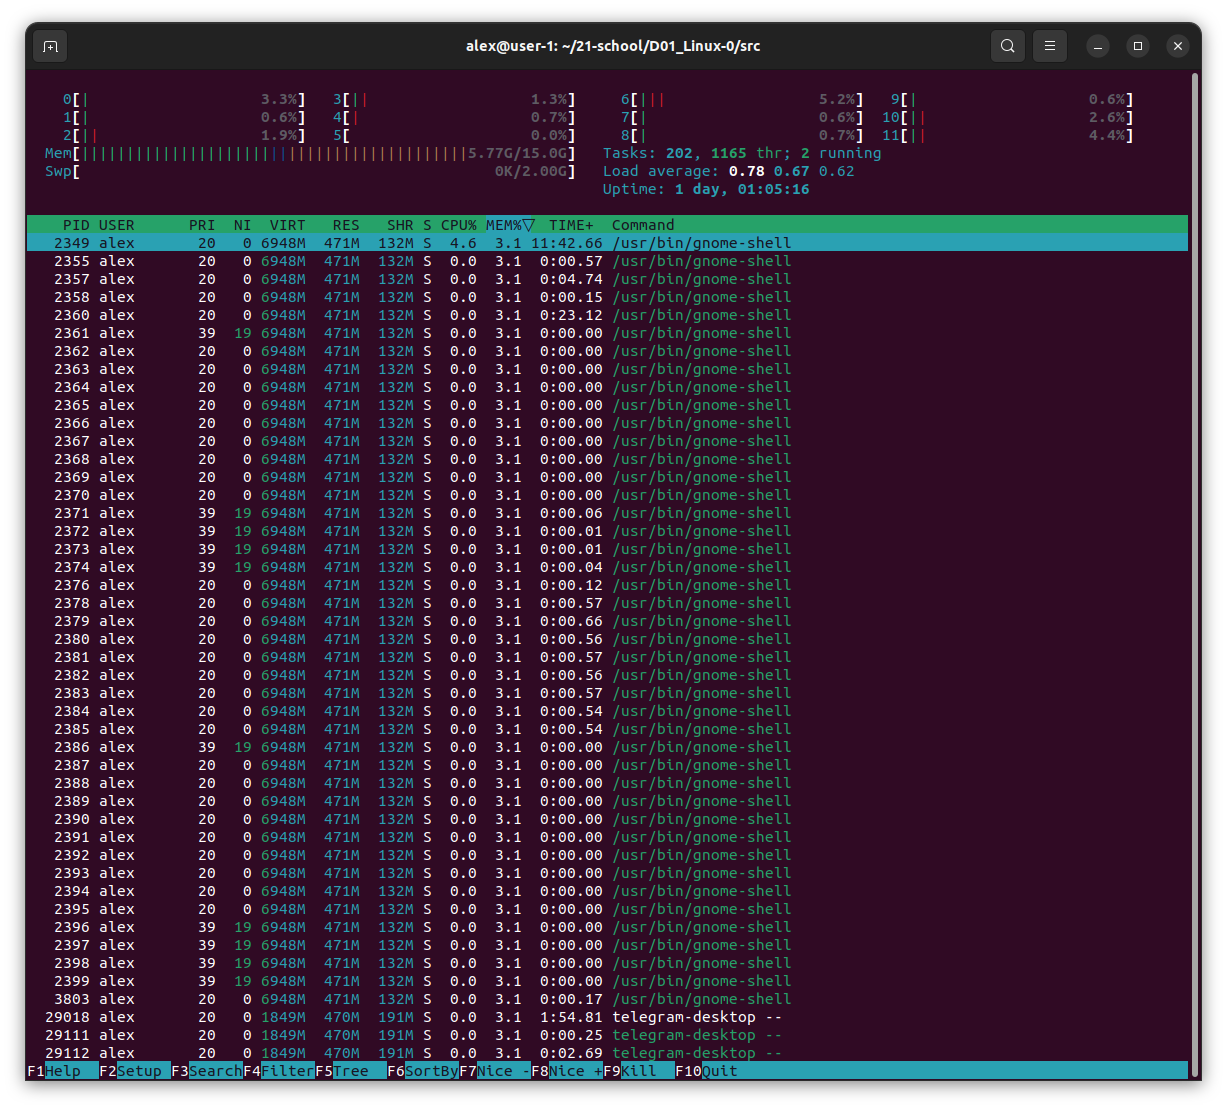 alex@user-1: ~/21-school/D01_Linux-0/src
0[| 3.3%] 3[|| 1.3%] 6[||| 5.2%] 9[| 0.6%]
1[| 0.6%] 4[| 0.7%] 7[| 0.6%] 10[|| 2.6%]
2[|| 1.9%] 5[ 0.0%] 8[| 0.7%] 11[|| 4.4%]
Mem[|||||||||||||||||||||||||||||||||||||||||||5.77G/15.0G] Tasks: 202, 1165 thr; 2 running
Swp[ 0K/2.00G] Load average: 0.78 0.67 0.62
Uptime: 1 day, 01:05:16
PID USER PRI NI VIRT RES SHR S CPU% MEM%▽ TIME+ Command
2349 alex 20 0 6948M 471M 132M S 4.6 3.1 11:42.66 /usr/bin/gnome-shell
2355 alex 20 0 6948M 471M 132M S 0.0 3.1 0:00.57 /usr/bin/gnome-shell
2357 alex 20 0 6948M 471M 132M S 0.0 3.1 0:04.74 /usr/bin/gnome-shell
2358 alex 20 0 6948M 471M 132M S 0.0 3.1 0:00.15 /usr/bin/gnome-shell
2360 alex 20 0 6948M 471M 132M S 0.0 3.1 0:23.12 /usr/bin/gnome-shell
2361 alex 39 19 6948M 471M 132M S 0.0 3.1 0:00.00 /usr/bin/gnome-shell
2362 alex 20 0 6948M 471M 132M S 0.0 3.1 0:00.00 /usr/bin/gnome-shell
2363 alex 20 0 6948M 471M 132M S 0.0 3.1 0:00.00 /usr/bin/gnome-shell
2364 alex 20 0 6948M 471M 132M S 0.0 3.1 0:00.00 /usr/bin/gnome-shell
2365 alex 20 0 6948M 471M 132M S 0.0 3.1 0:00.00 /usr/bin/gnome-shell
2366 alex 20 0 6948M 471M 132M S 0.0 3.1 0:00.00 /usr/bin/gnome-shell
2367 alex 20 0 6948M 471M 132M S 0.0 3.1 0:00.00 /usr/bin/gnome-shell
2368 alex 20 0 6948M 471M 132M S 0.0 3.1 0:00.00 /usr/bin/gnome-shell
2369 alex 20 0 6948M 471M 132M S 0.0 3.1 0:00.00 /usr/bin/gnome-shell
2370 alex 20 0 6948M 471M 132M S 0.0 3.1 0:00.00 /usr/bin/gnome-shell
2371 alex 39 19 6948M 471M 132M S 0.0 3.1 0:00.06 /usr/bin/gnome-shell
2372 alex 39 19 6948M 471M 132M S 0.0 3.1 0:00.01 /usr/bin/gnome-shell
2373 alex 39 19 6948M 471M 132M S 0.0 3.1 0:00.01 /usr/bin/gnome-shell
2374 alex 39 19 6948M 471M 132M S 0.0 3.1 0:00.04 /usr/bin/gnome-shell
2376 alex 20 0 6948M 471M 132M S 0.0 3.1 0:00.12 /usr/bin/gnome-shell
2378 alex 20 0 6948M 471M 132M S 0.0 3.1 0:00.57 /usr/bin/gnome-shell
2379 alex 20 0 6948M 471M 132M S 0.0 3.1 0:00.66 /usr/bin/gnome-shell
2380 alex 20 0 6948M 471M 132M S 0.0 3.1 0:00.56 /usr/bin/gnome-shell
2381 alex 20 0 6948M 471M 132M S 0.0 3.1 0:00.57 /usr/bin/gnome-shell
2382 alex 20 0 6948M 471M 132M S 0.0 3.1 0:00.56 /usr/bin/gnome-shell
2383 alex 20 0 6948M 471M 132M S 0.0 3.1 0:00.57 /usr/bin/gnome-shell
2384 alex 20 0 6948M 471M 132M S 0.0 3.1 0:00.54 /usr/bin/gnome-shell
2385 alex 20 0 6948M 471M 132M S 0.0 3.1 0:00.54 /usr/bin/gnome-shell
2386 alex 39 19 6948M 471M 132M S 0.0 3.1 0:00.00 /usr/bin/gnome-shell
2387 alex 20 0 6948M 471M 132M S 0.0 3.1 0:00.00 /usr/bin/gnome-shell
2388 alex 20 0 6948M 471M 132M S 0.0 3.1 0:00.00 /usr/bin/gnome-shell
2389 alex 20 0 6948M 471M 132M S 0.0 3.1 0:00.00 /usr/bin/gnome-shell
2390 alex 20 0 6948M 471M 132M S 0.0 3.1 0:00.00 /usr/bin/gnome-shell
2391 alex 20 0 6948M 471M 132M S 0.0 3.1 0:00.00 /usr/bin/gnome-shell
2392 alex 20 0 6948M 471M 132M S 0.0 3.1 0:00.00 /usr/bin/gnome-shell
2393 alex 20 0 6948M 471M 132M S 0.0 3.1 0:00.00 /usr/bin/gnome-shell
2394 alex 20 0 6948M 471M 132M S 0.0 3.1 0:00.00 /usr/bin/gnome-shell
2395 alex 20 0 6948M 471M 132M S 0.0 3.1 0:00.00 /usr/bin/gnome-shell
2396 alex 39 19 6948M 471M 132M S 0.0 3.1 0:00.00 /usr/bin/gnome-shell
2397 alex 39 19 6948M 471M 132M S 0.0 3.1 0:00.00 /usr/bin/gnome-shell
2398 alex 39 19 6948M 471M 132M S 0.0 3.1 0:00.00 /usr/bin/gnome-shell
2399 alex 39 19 6948M 471M 132M S 0.0 3.1 0:00.00 /usr/bin/gnome-shell
3803 alex 20 0 6948M 471M 132M S 0.0 3.1 0:00.17 /usr/bin/gnome-shell
29018 alex 20 0 1849M 470M 191M S 0.0 3.1 1:54.81 telegram-desktop --
29111 alex 20 0 1849M 470M 191M S 0.0 3.1 0:00.25 telegram-desktop --
29112 alex 20 0 1849M 470M 191M S 0.0 3.1 0:02.69 telegram-desktop --
F1Help F2Setup F3SearchF4FilterF5Tree F6SortByF7Nice -F8Nice +F9Kill F10Quit